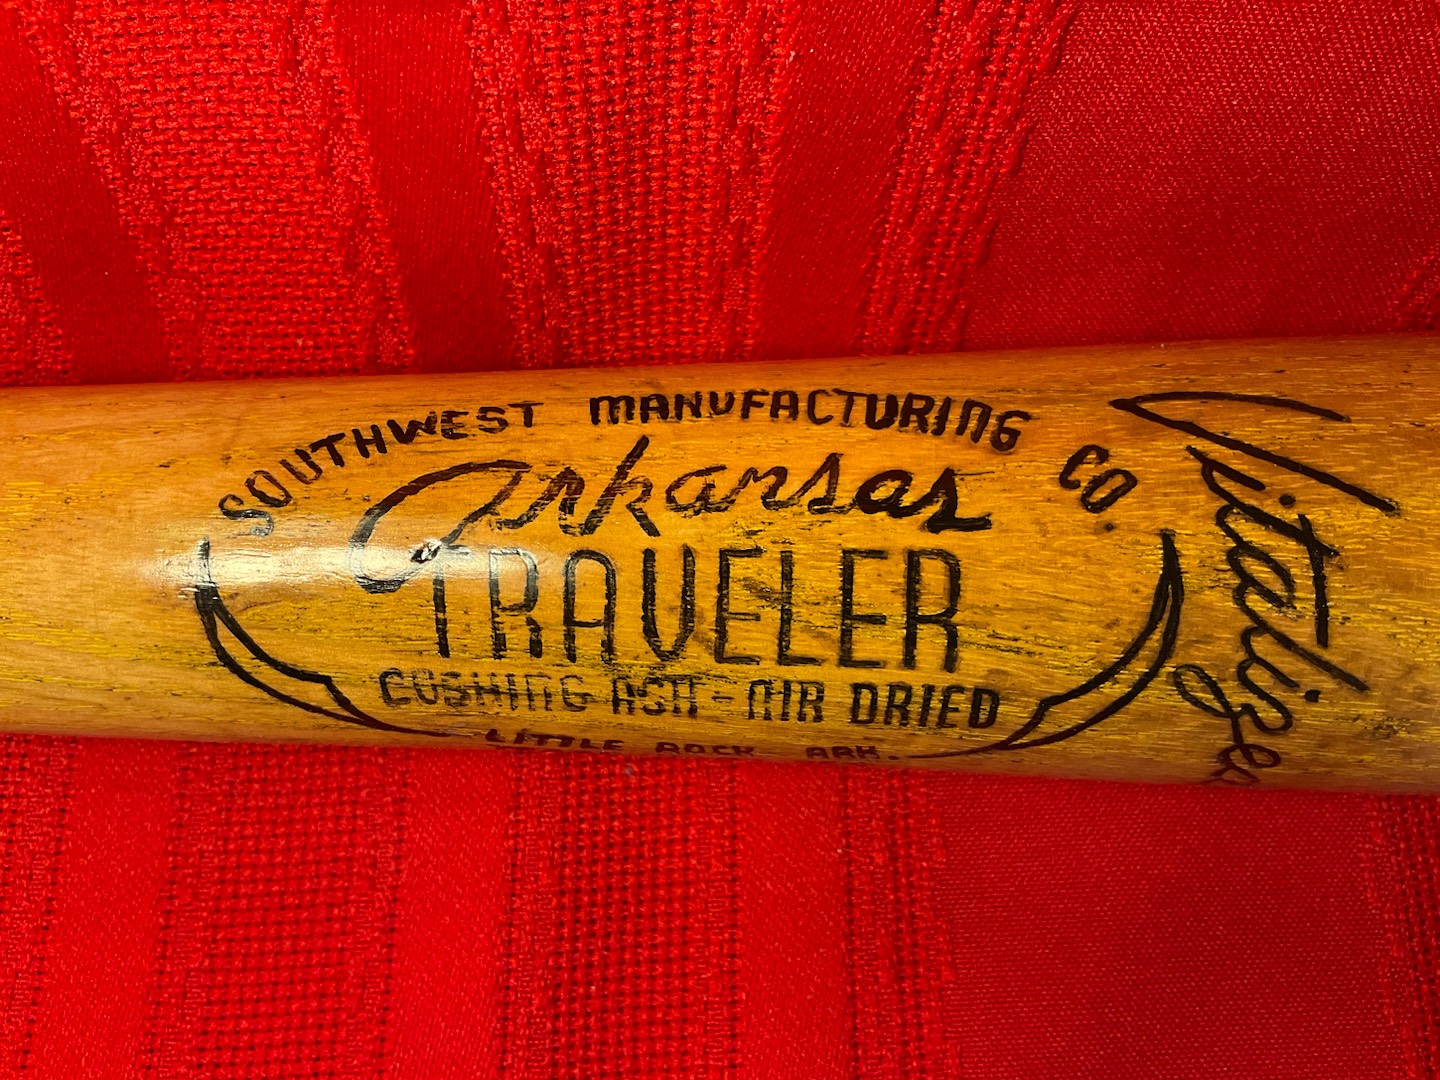 SOUTHWEST MANUFACTURING CO.
Arkansas
TRAVELER
CUSHING ASH - AIR DRIED
LITTLE ROCK ARK.